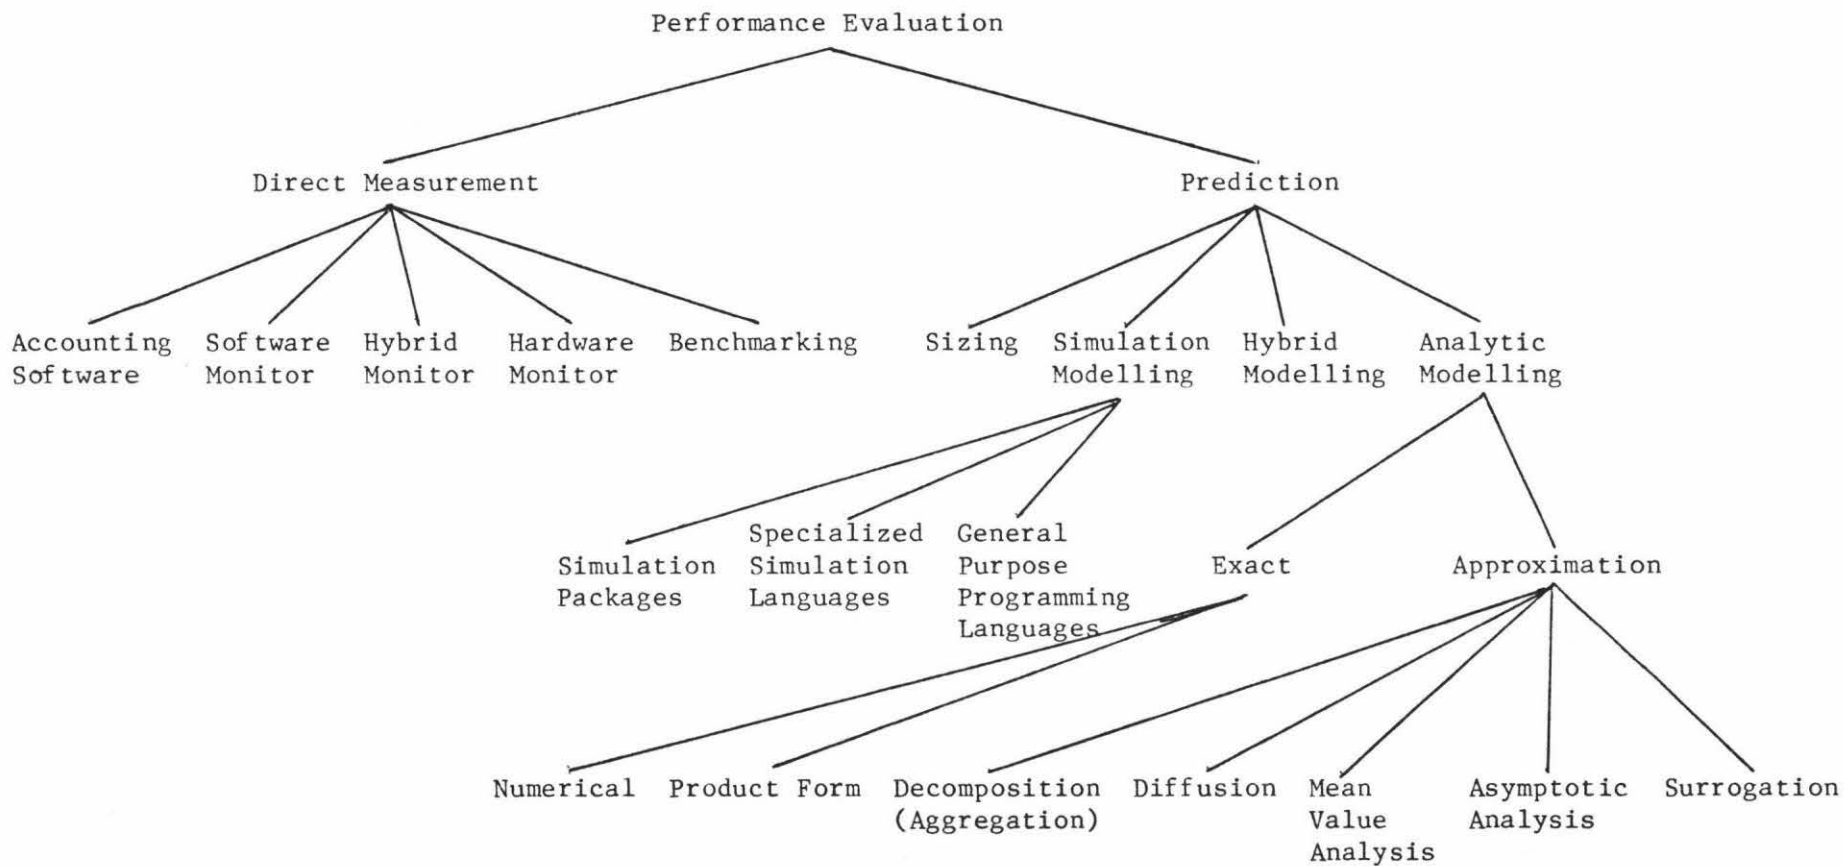 Performance Evaluation
Direct Measurement
Prediction
Accounting
Software
Software
Monitor
Hybrid
Monitor
Hardware
Monitor
Benchmarking
Sizing
Simulation
Modelling
Hybrid
Modelling
Analytic
Modelling
Simulation
Packages
Specialized
Simulation
Languages
General
Purpose
Programming
Languages
Exact
Approximation
Numerical
Product Form
Decomposition
(Aggregation)
Diffusion
Mean
Value
Analysis
Asymptotic
Analysis
Surrogation